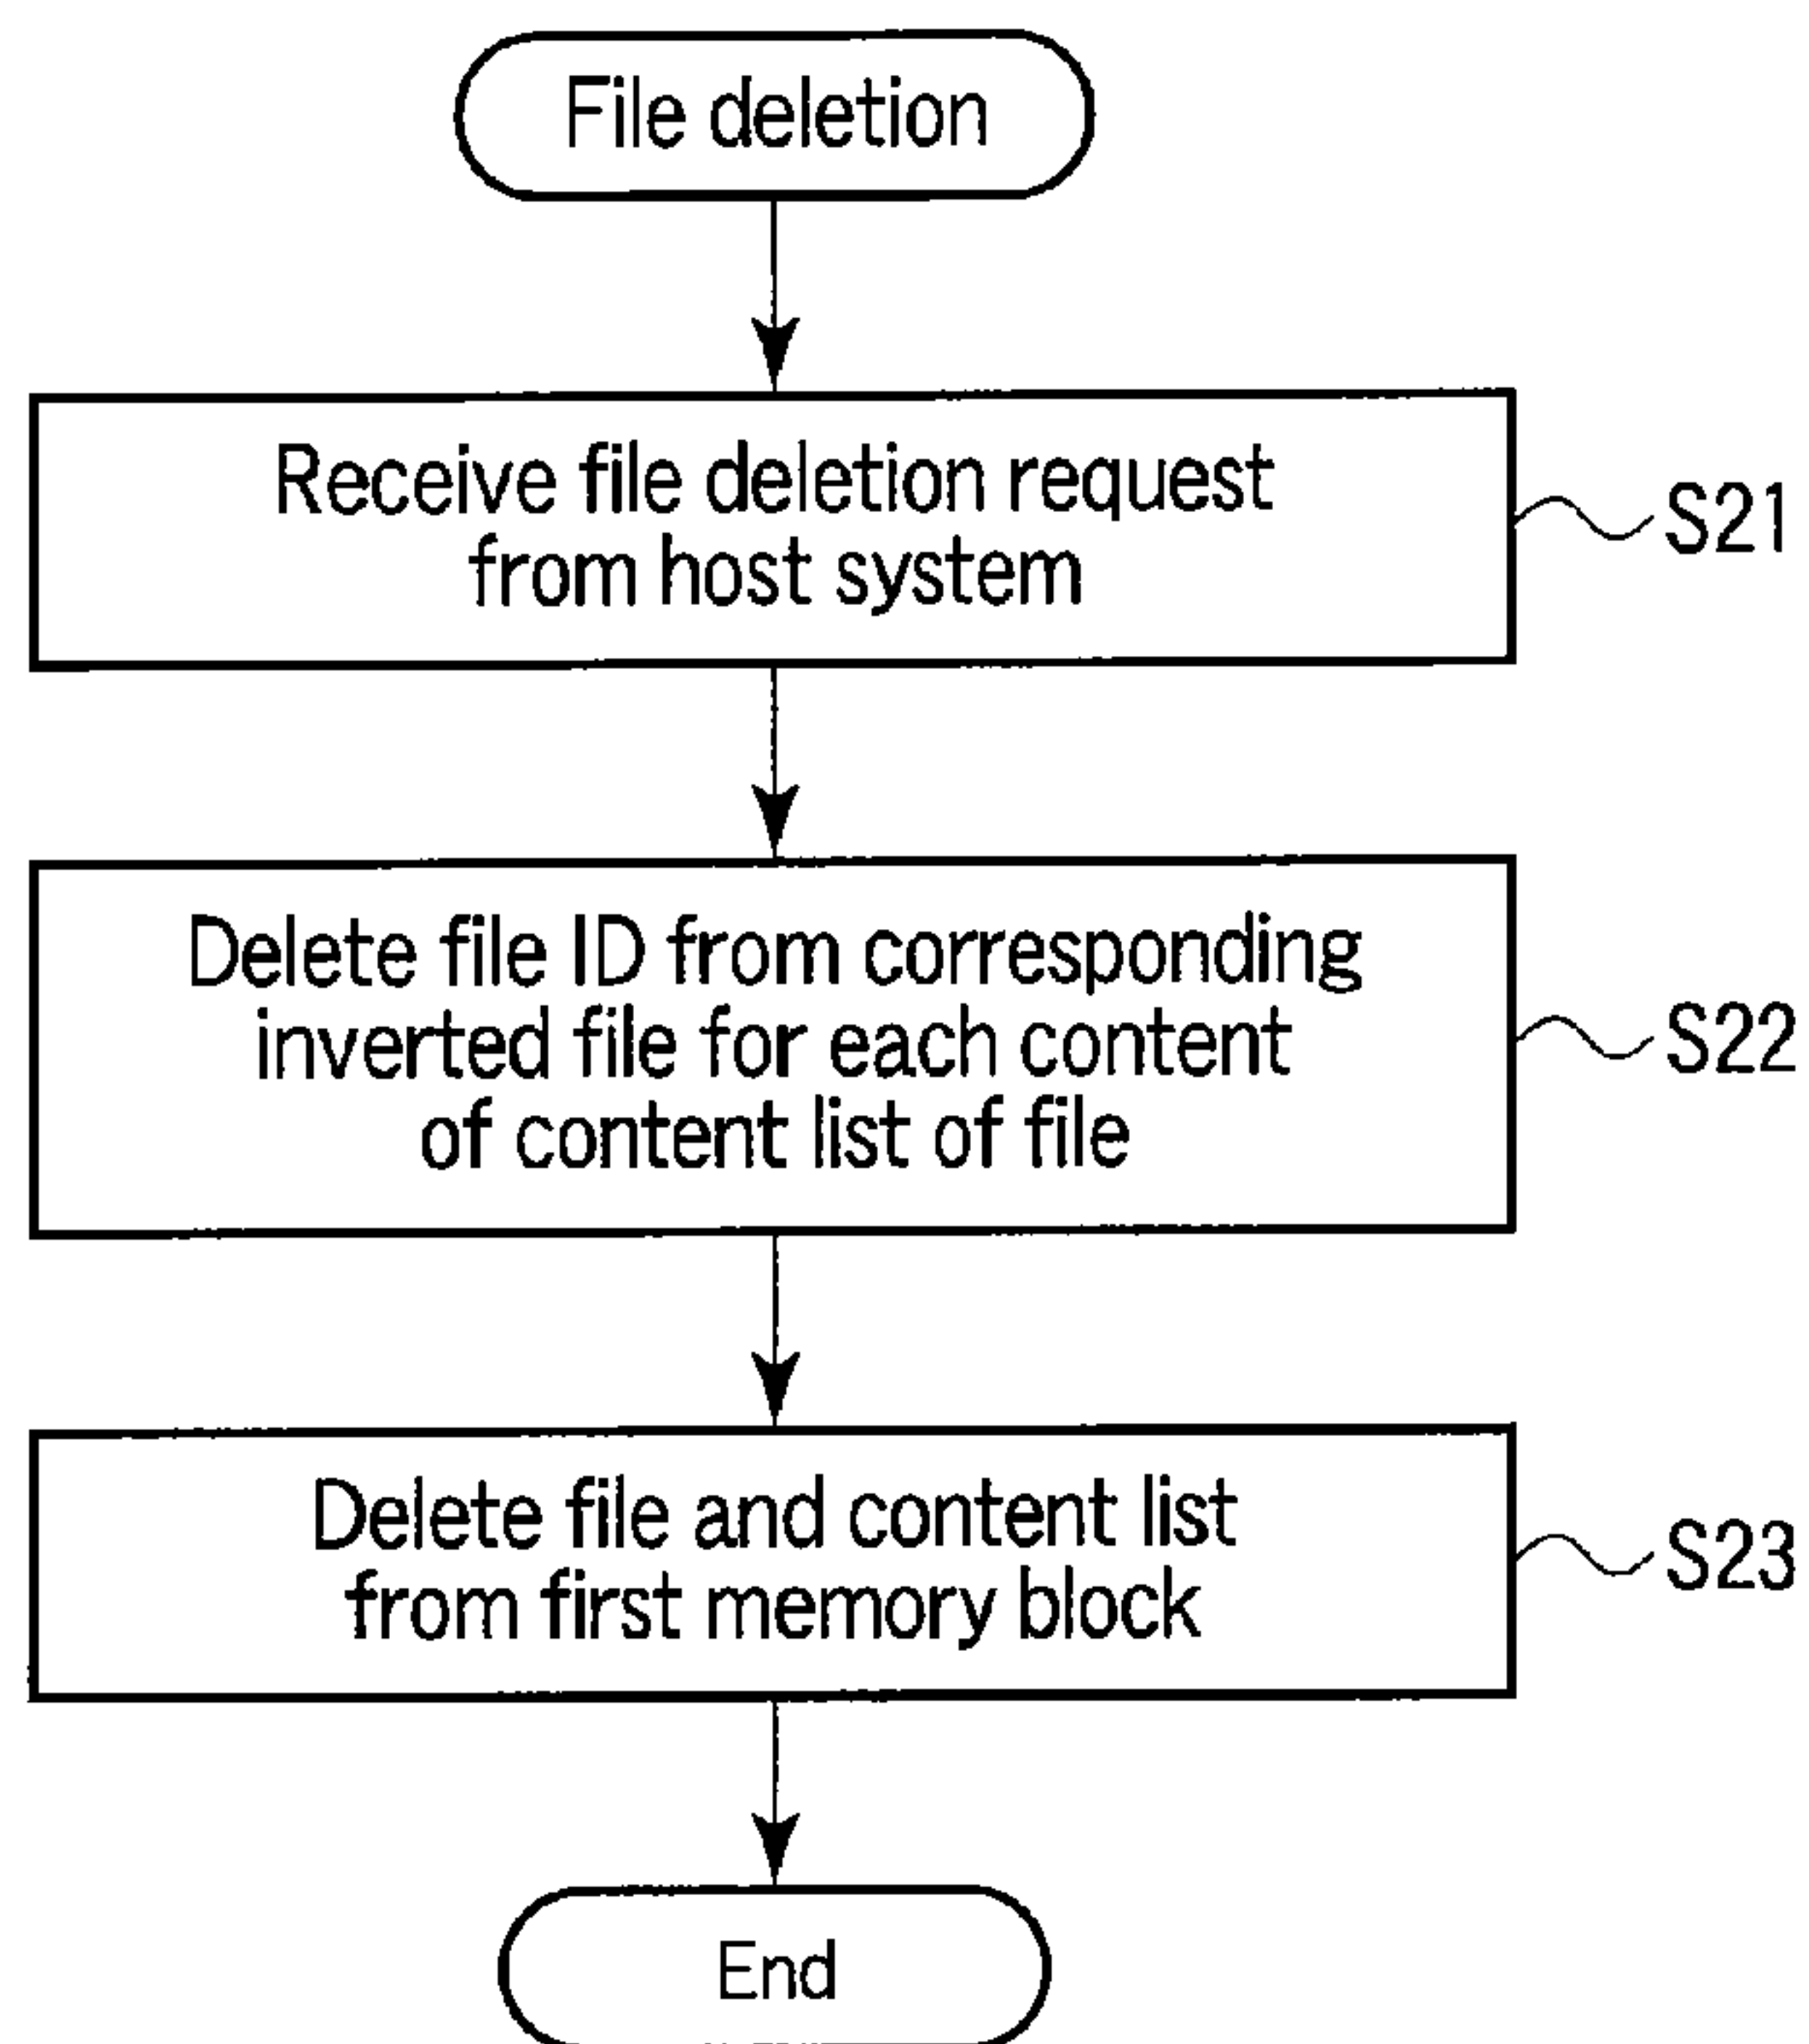 File deletion
Receive file deletion request
from host system
S21
Delete file ID from corresponding
inverted file for each content
of content list of file
S22
Delete file and content list
from first memory block
S23
End